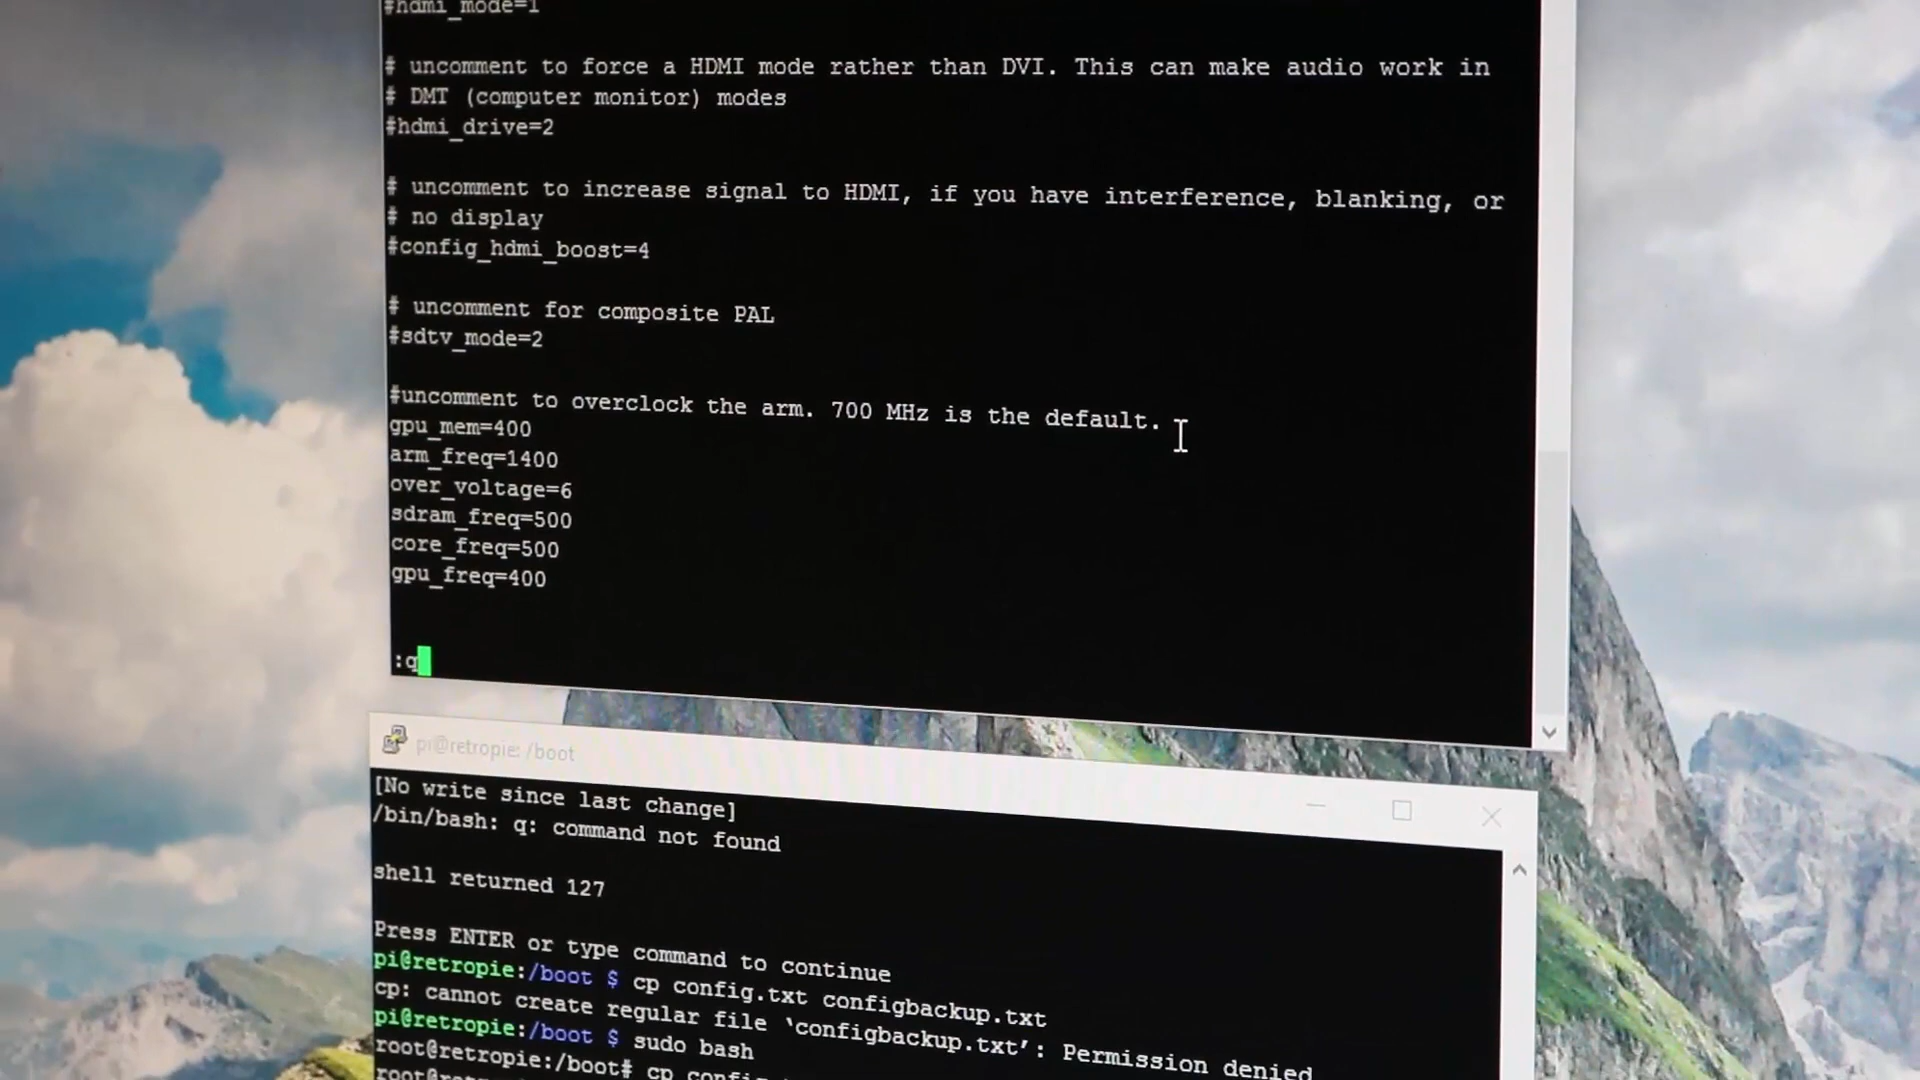 #hdmi_mode=1
# uncomment to force a HDMI mode rather than DVI. This can make audio work in
# DMT (computer monitor) modes
#hdmi_drive=2
# uncomment to increase signal to HDMI, if you have interference, blanking, or
# no display
#config_hdmi_boost=4
# uncomment for composite PAL
#sdtv_mode=2
#uncomment to overclock the arm. 700 MHz is the default.
gpu_mem=400
arm_freq=1400
over_voltage=6
sdram_freq=500
core_freq=500
gpu_freq=400
:q
pi@retropie: /boot
[No write since last change]
/bin/bash: q: command not found
shell returned 127
Press ENTER or type command to continue
pi@retropie:/boot $ cp config.txt configbackup.txt
cp: cannot create regular file ‘configbackup.txt’: Permission denied
pi@retropie:/boot $ sudo bash
root@retropie:/boot# cp